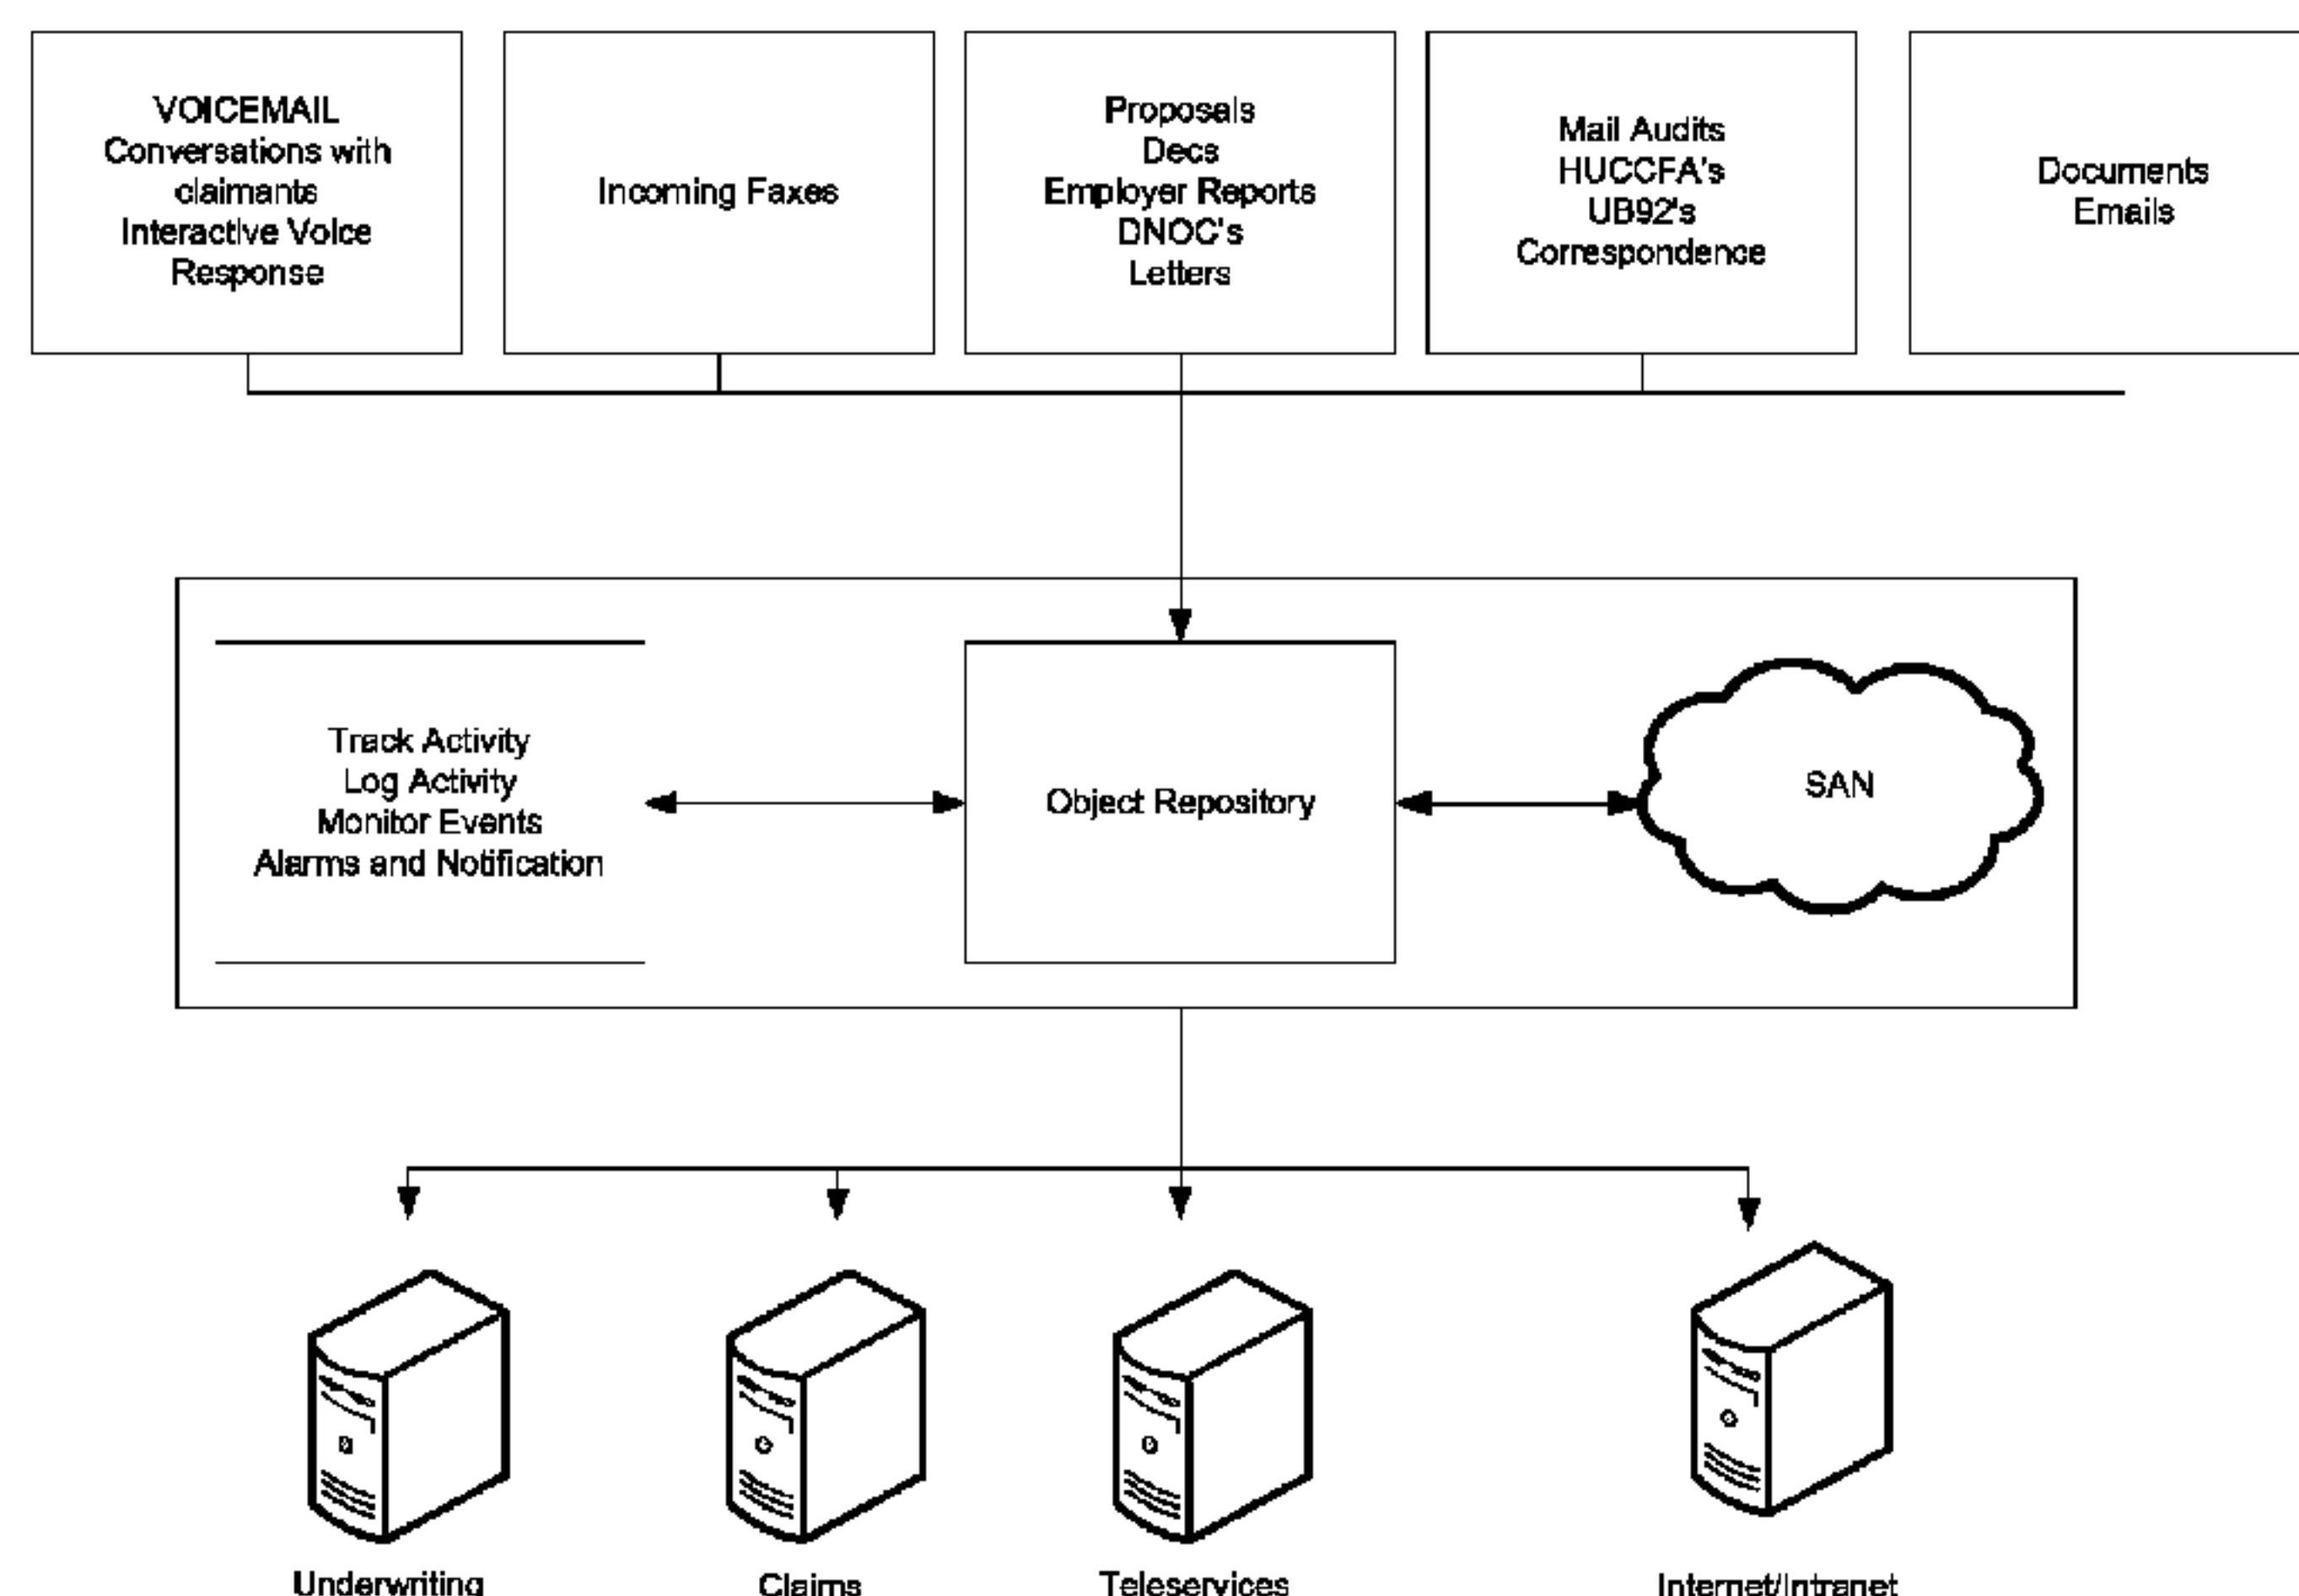 VOICEMAIL
Conversations with
claimants
Interactive Voice
Response
Incoming Faxes
Proposals
Decs
Employer Reports
DNOC's
Letters
Mail Audits
HUCCFA's
UB92's
Correspondence
Documents
Emails
Track Activity
Log Activity
Monitor Events
Alarms and Notification
Object Repository
SAN
Underwriting
Claims
Teleservices
Internet/Intranet